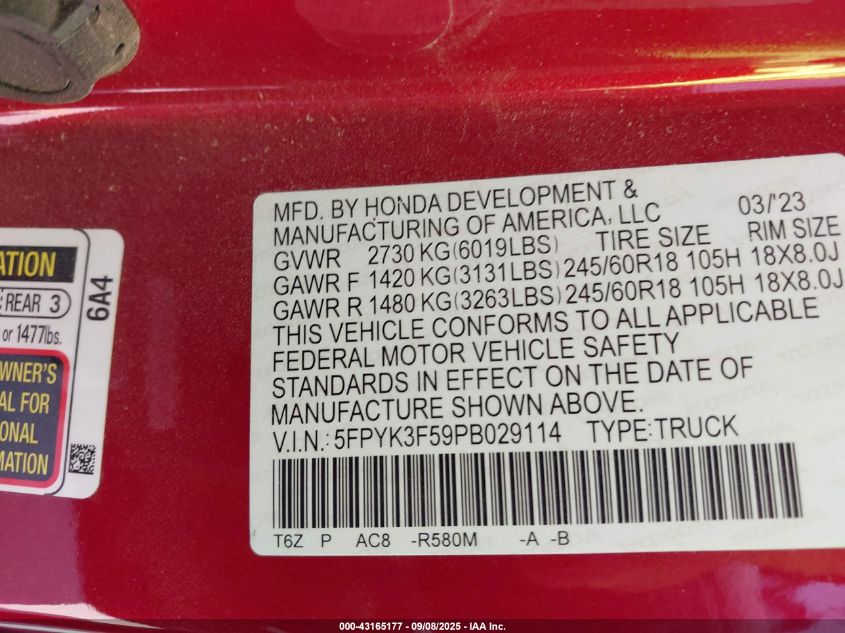 MFD. BY HONDA DEVELOPMENT &
MANUFACTURING OF AMERICA, LLC 03/'23
GVWR 2730 KG(6019LBS) TIRE SIZE RIM SIZE
GAWR F 1420 KG(3131LBS) 245/60R18 105H 18X8.0J
GAWR R 1480 KG(3263LBS) 245/60R18 105H 18X8.0J
THIS VEHICLE CONFORMS TO ALL APPLICABLE
FEDERAL MOTOR VEHICLE SAFETY
STANDARDS IN EFFECT ON THE DATE OF
MANUFACTURE SHOWN ABOVE.
V.I.N.: 5FPYK3F59PB029114 TYPE:TRUCK
T6Z P AC8 -R580M -A -B
ATION
REAR 3
or 1477lbs.
WNER'S
AL FOR
ONAL
MATION
6A4
000-43165177 - 09/08/2025 - IAA Inc.